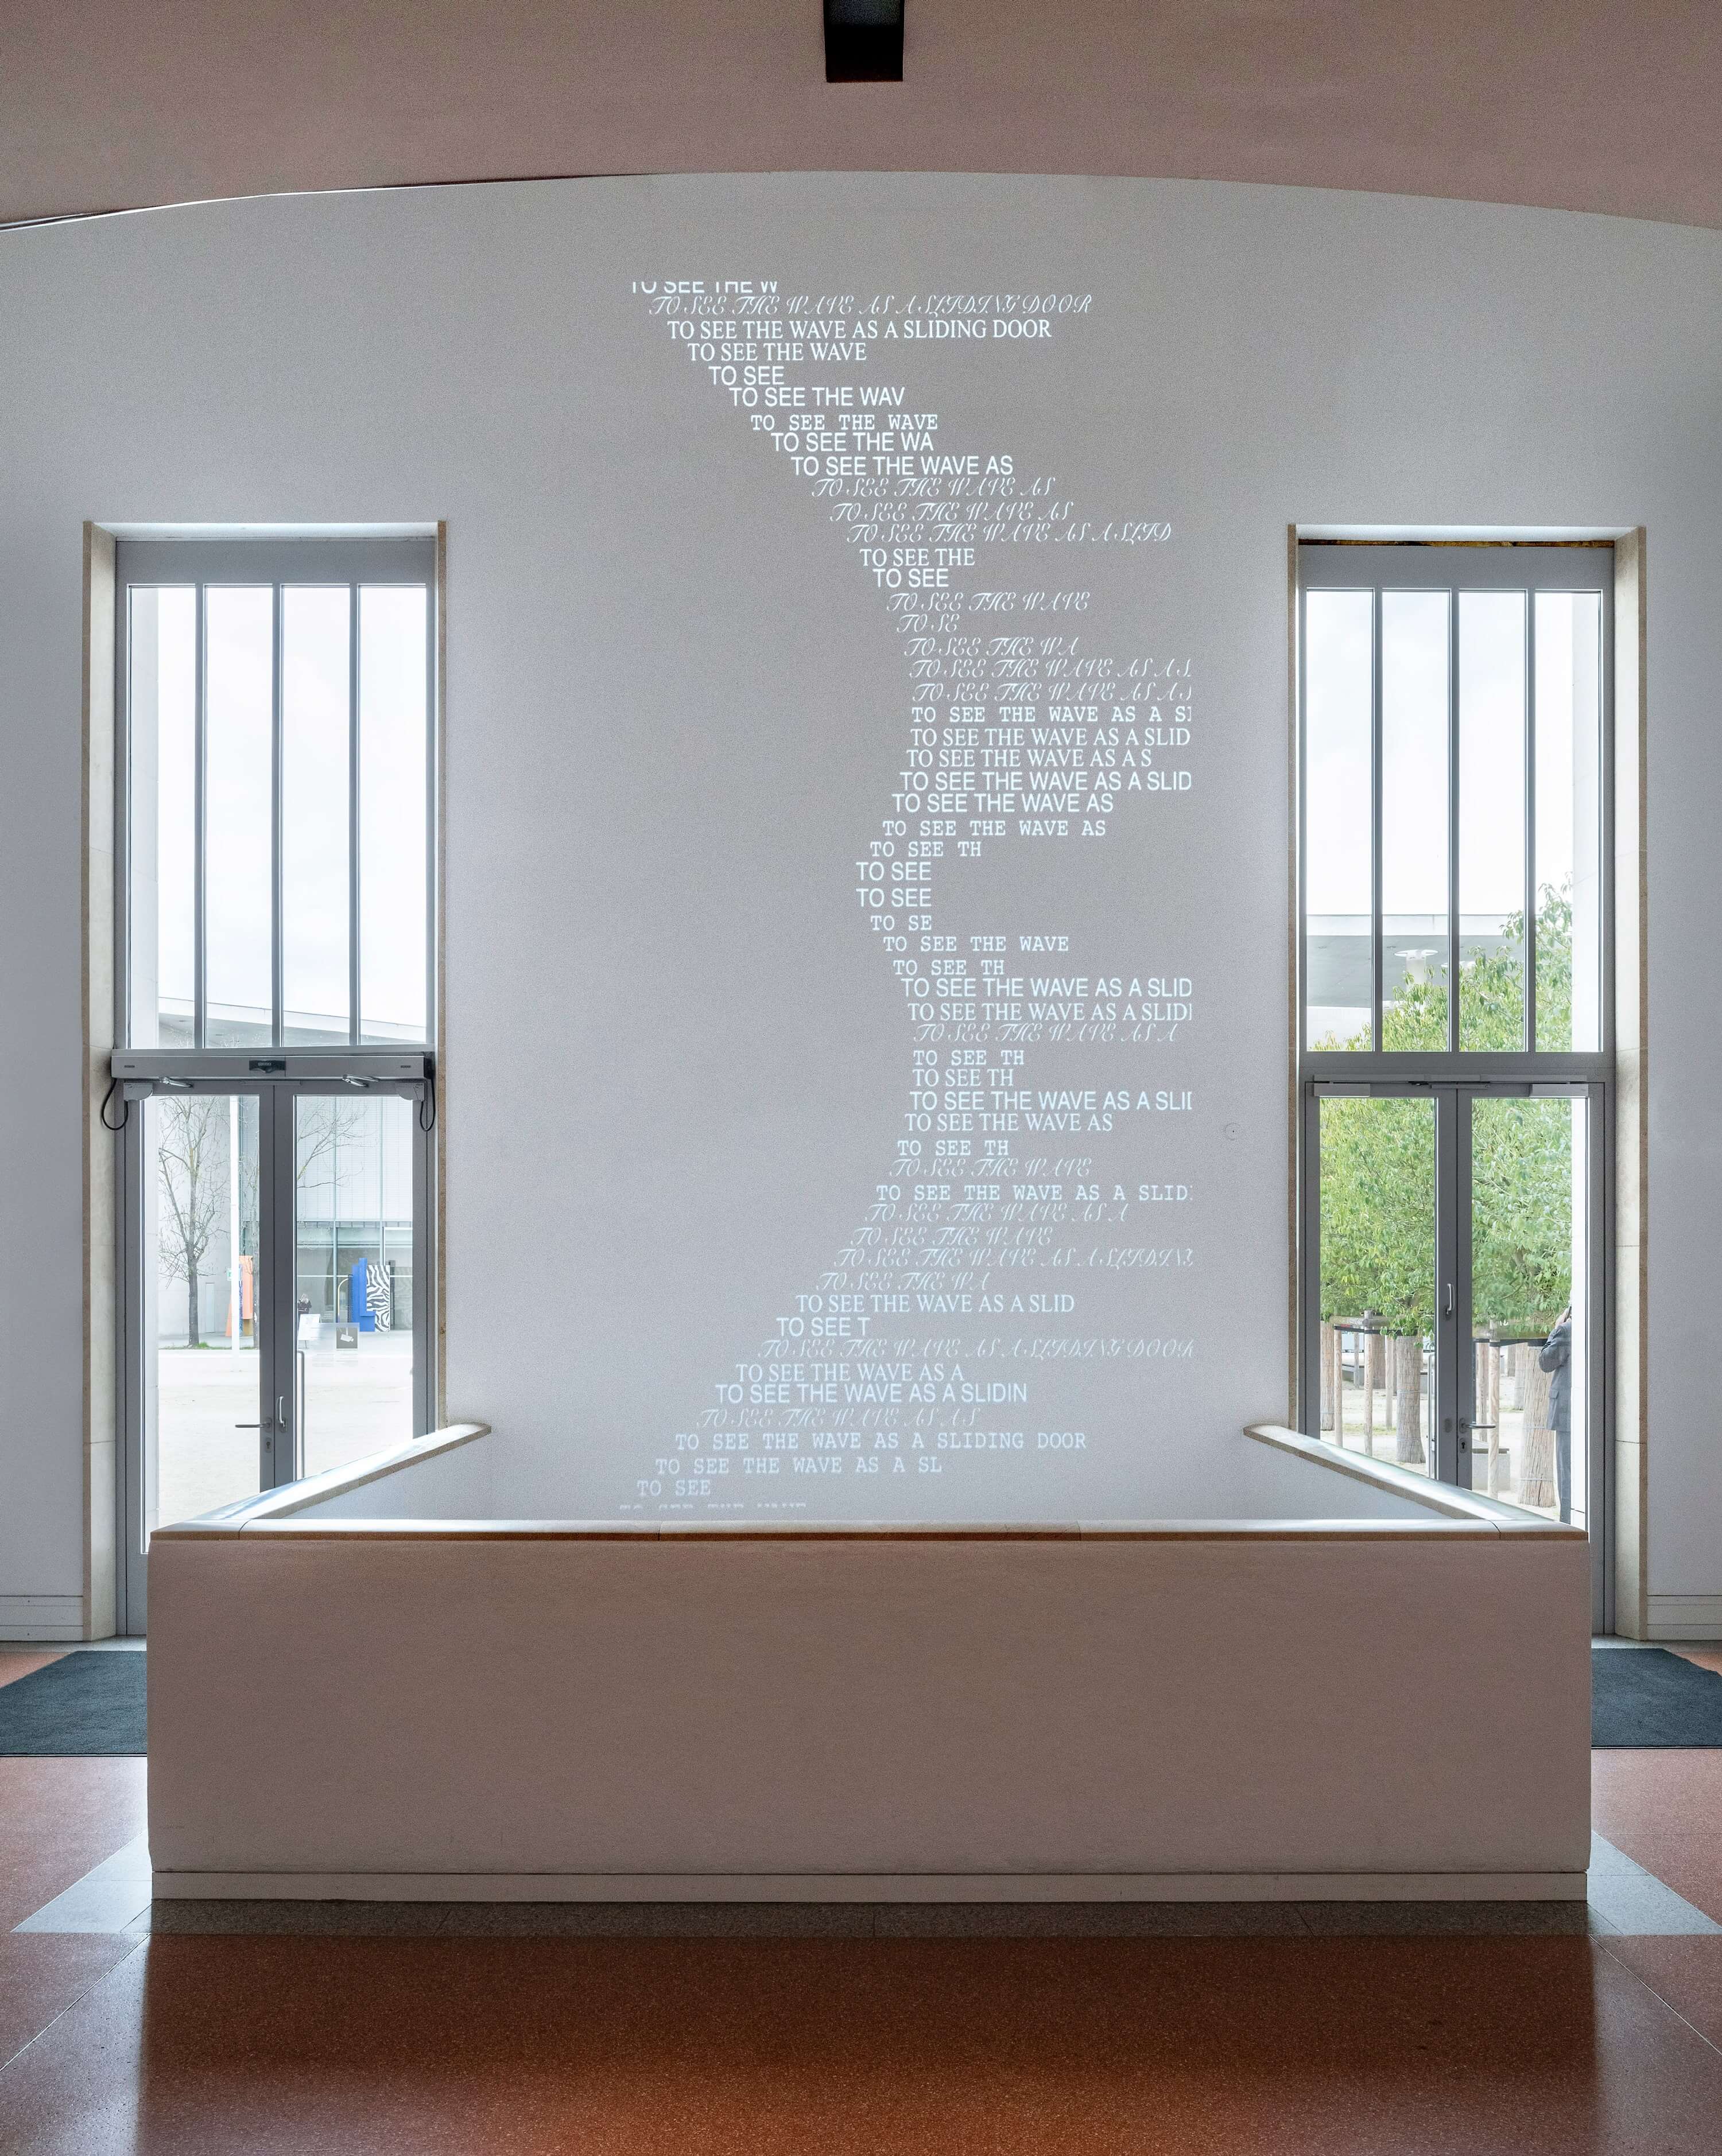 TO SEE THE W
TO SEE THE WAVE AS A SLIDING DOOR
TO SEE THE WAVE AS A SLIDING DOOR
TO SEE THE WAVE
TO SEE
TO SEE THE WAV
TO SEE THE WAVE
TO SEE THE WA
TO SEE THE WAVE AS
TO SEE THE WAVE AS
TO SEE THE WAVE AS
TO SEE THE WAVE AS A SLID
TO SEE THE
TO SEE
TO SEE THE WAVE
TO SE
TO SEE THE WA
TO SEE THE WAVE AS A S
TO SEE THE WAVE AS A S
TO SEE THE WAVE AS A S
TO SEE THE WAVE AS A SLID
TO SEE THE WAVE AS A S
TO SEE THE WAVE AS A SLID
TO SEE THE WAVE AS
TO SEE THE WAVE AS
TO SEE TH
TO SEE
TO SEE
TO SE
TO SEE THE WAVE
TO SEE TH
TO SEE THE WAVE AS A SLID
TO SEE THE WAVE AS A SLIDI
TO SEE THE WAVE AS A
TO SEE TH
TO SEE TH
TO SEE THE WAVE AS A SLI
TO SEE THE WAVE AS
TO SEE TH
TO SEE THE WAVE
TO SEE THE WAVE AS A SLID
TO SEE THE WAVE AS A
TO SEE THE WAVE
TO SEE THE WAVE AS A SLIDIN
TO SEE THE WA
TO SEE THE WAVE AS A SLID
TO SEE T
TO SEE THE WAVE AS A SLIDING DOOR
TO SEE THE WAVE AS A
TO SEE THE WAVE AS A SLIDIN
TO SEE THE WAVE AS A S
TO SEE THE WAVE AS A SLIDING DOOR
TO SEE THE WAVE AS A SL
TO SEE
TO SEE THE WAVE